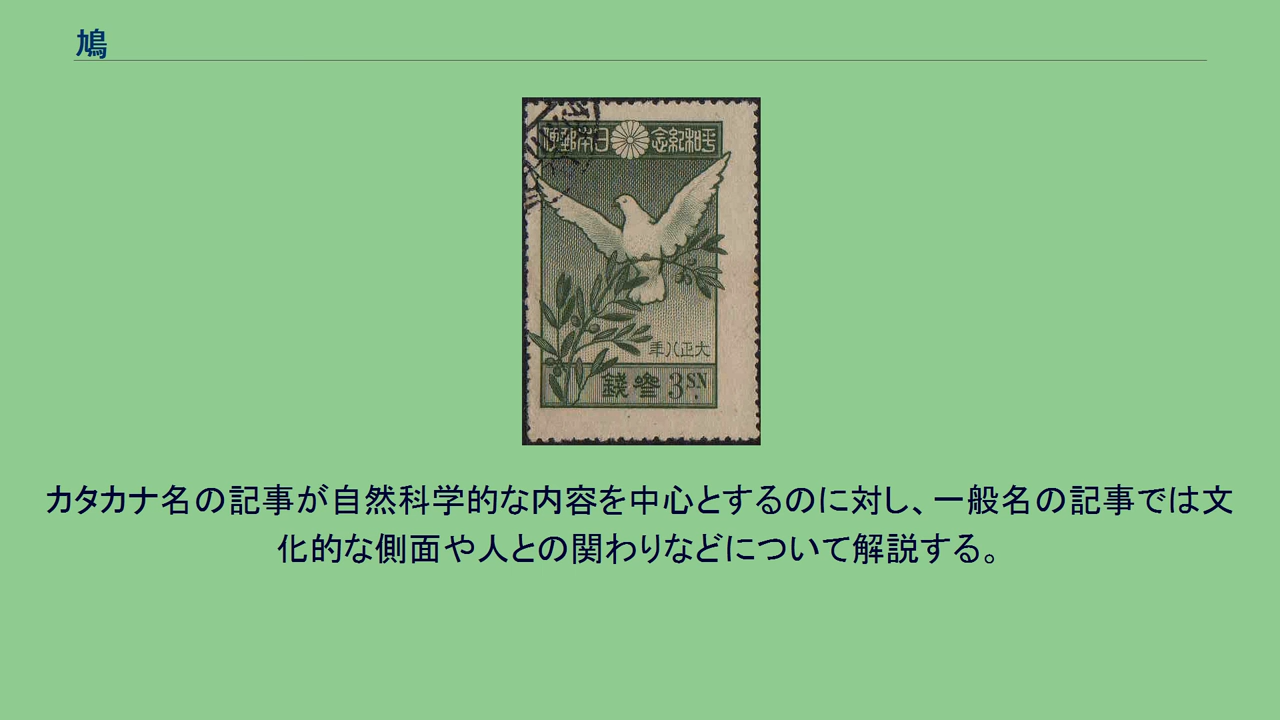 鳩
念紀和平 便郵本日
年八正大
錢叁 3SN
カタカナ名の記事が自然科学的な内容を中心とするのに対し、一般名の記事では文
化的な側面や人との関わりなどについて解説する。